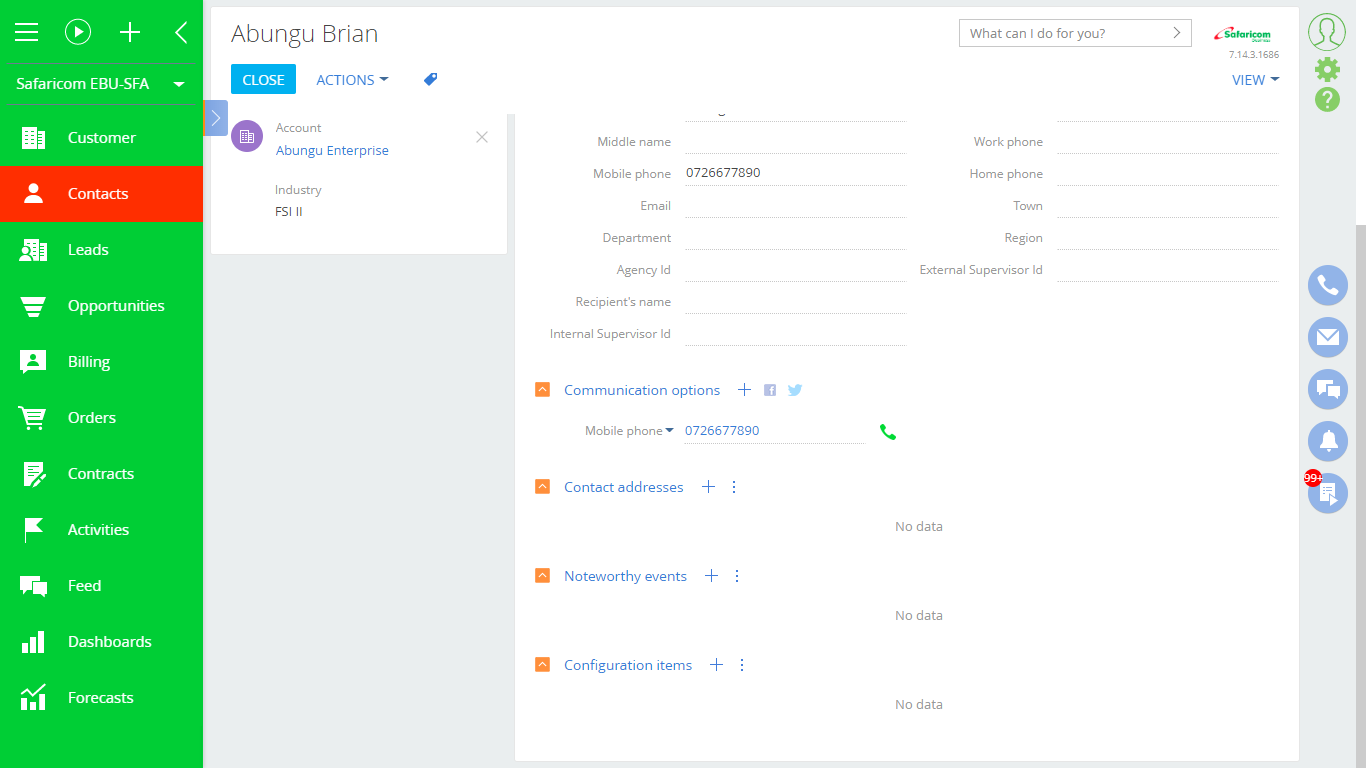 Abungu Brian
What can I do for you?
Safaricom
7.14.3.1686
Safaricom EBU-SFA
CLOSE
ACTIONS
VIEW
Customer
Contacts
Leads
Opportunities
Billing
Orders
Contracts
Activities
Feed
Dashboards
Forecasts
Account
Abungu Enterprise
Industry
FSI II
Middle name
Work phone
Mobile phone 0726677890
Home phone
Email
Town
Department
Region
Agency Id
External Supervisor Id
Recipient's name
Internal Supervisor Id
Communication options
Mobile phone 0726677890
Contact addresses
No data
Noteworthy events
No data
Configuration items
No data
99+